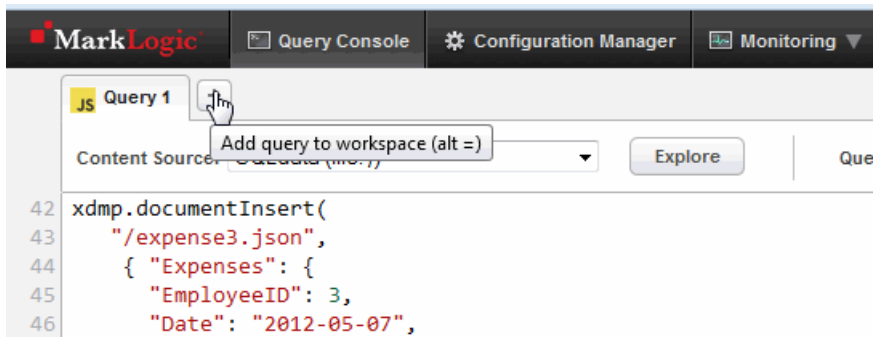 MarkLogic Query Console Configuration Manager Monitoring
JS Query 1
Add query to workspace (alt =)
Content Source: Explore Que
42 xdmp.documentInsert(
43 "/expense3.json",
44 { "Expenses": {
45 "EmployeeID": 3,
46 "Date": "2012-05-07",